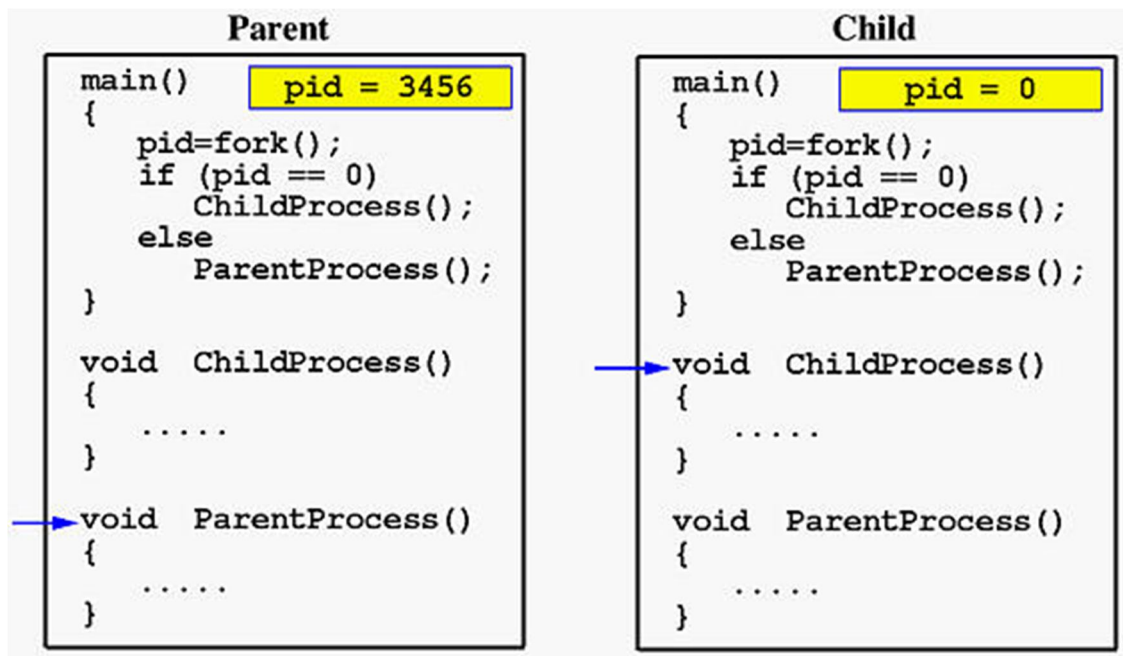 Parent
main()
pid = 3456
{
pid=fork();
if (pid == 0)
ChildProcess();
else
ParentProcess();
}
void ChildProcess()
{
.....
}
void ParentProcess()
{
.....
}
Child
main()
pid = 0
{
pid=fork();
if (pid == 0)
ChildProcess();
else
ParentProcess();
}
void ChildProcess()
{
.....
}
void ParentProcess()
{
.....
}